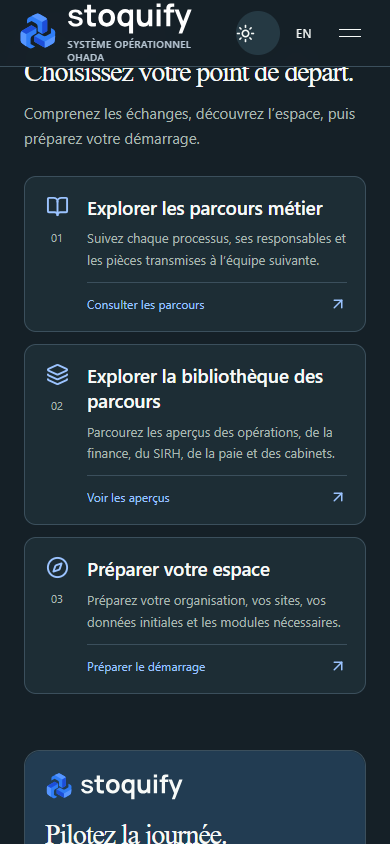 stoquify
SYSTÈME OPÉRATIONNEL
OHADA
EN
Choisissez votre point de départ.
Comprenez les échanges, découvrez l’espace, puis
préparez votre démarrage.
01
Explorer les parcours métier
Suivez chaque processus, ses responsables et
les pièces transmises à l’équipe suivante.
Consulter les parcours
02
Explorer la bibliothèque des
parcours
Parcourez les aperçus des opérations, de la
finance, du SIRH, de la paie et des cabinets.
Voir les aperçus
03
Préparer votre espace
Préparez votre organisation, vos sites, vos
données initiales et les modules nécessaires.
Préparer le démarrage
stoquify
Pilotez la journée.